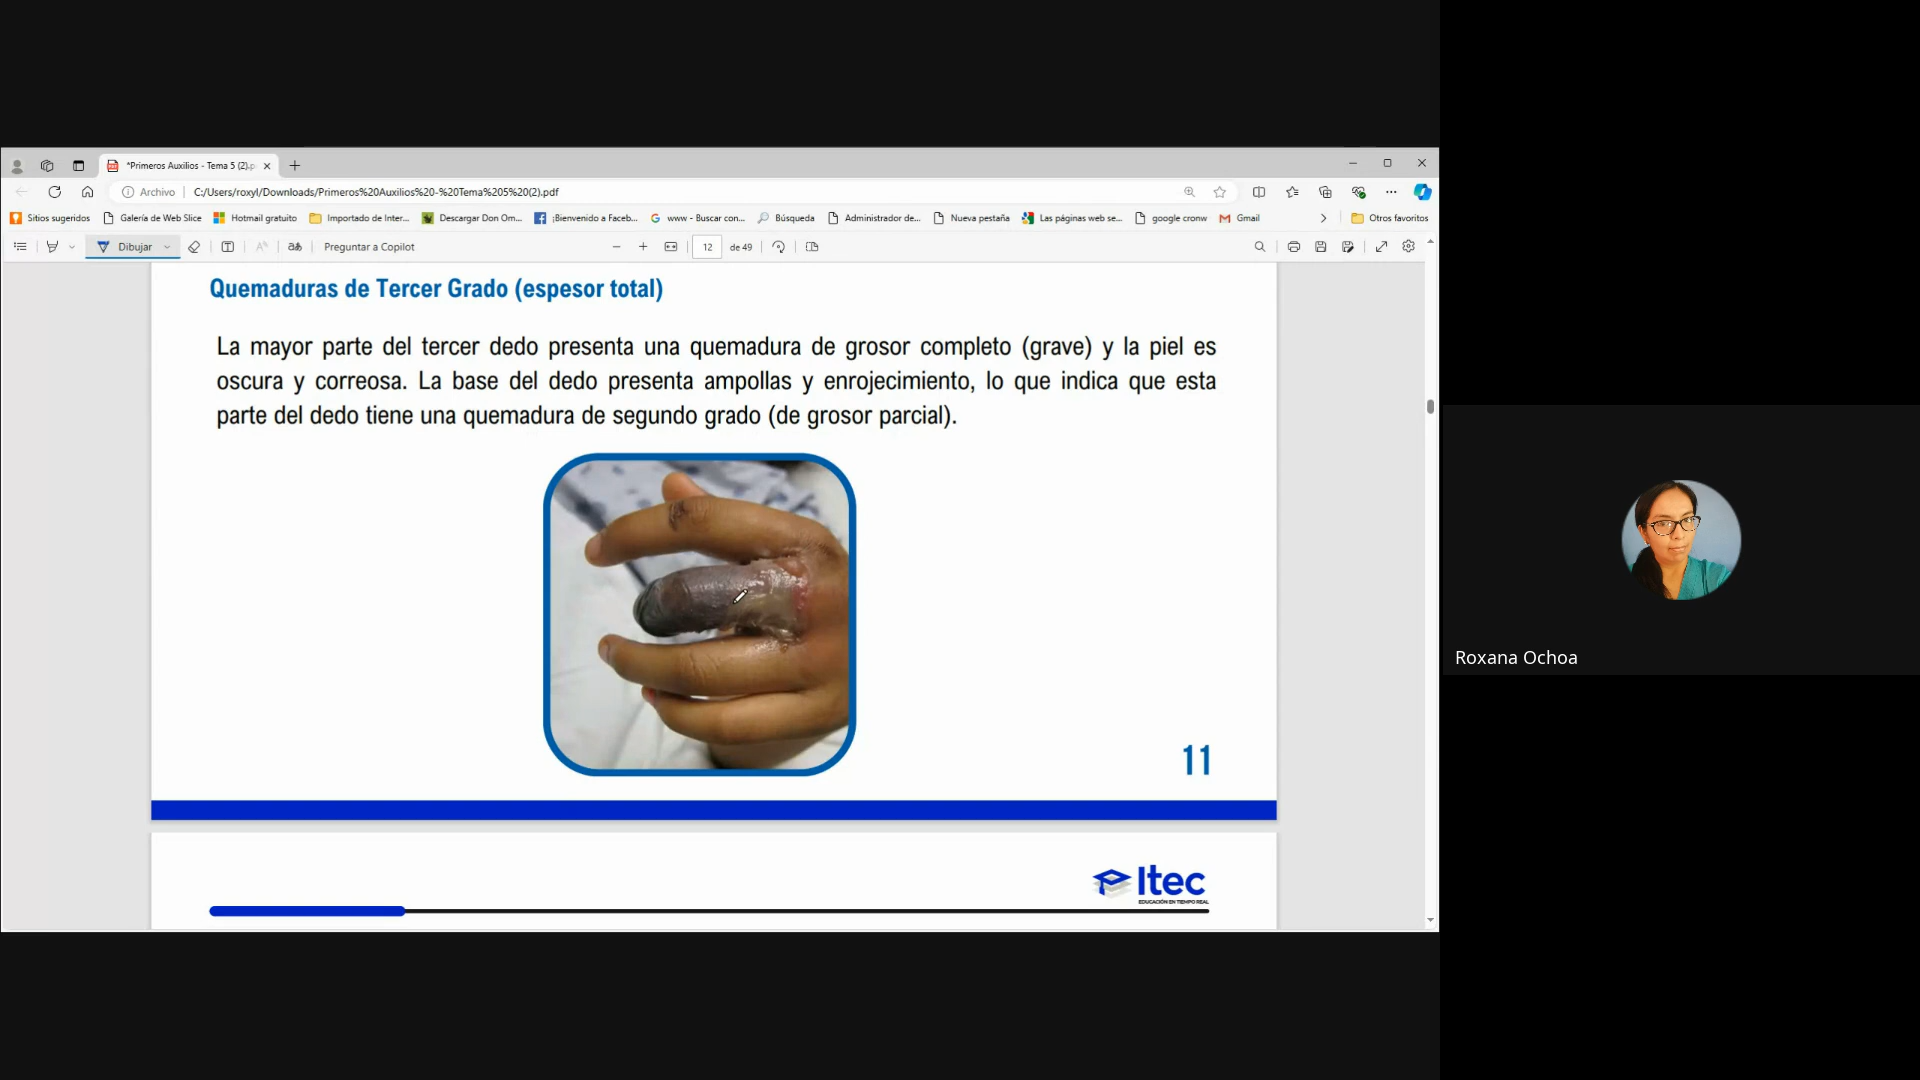 *Primeros Auxilios - Tema 5 (2).p
Archivo C:/Users/roxyl/Downloads/Primeros%20Auxilios%20-%20Tema%205%20(2).pdf
Sitios sugeridos Galería de Web Slice Hotmail gratuito Importado de Inter... Descargar Don Om... ¡Bienvenido a Faceb... www - Buscar con... Búsqueda Administrador de... Nueva pestaña Las páginas web se... google cronw Gmail Otros favoritos
Dibujar Preguntar a Copilot 12 de 49
Quemaduras de Tercer Grado (espesor total)
La mayor parte del tercer dedo presenta una quemadura de grosor completo (grave) y la piel es
oscura y correosa. La base del dedo presenta ampollas y enrojecimiento, lo que indica que esta
parte del dedo tiene una quemadura de segundo grado (de grosor parcial).
11
Itec
EDUCACIÓN EN TIEMPO REAL
Roxana Ochoa